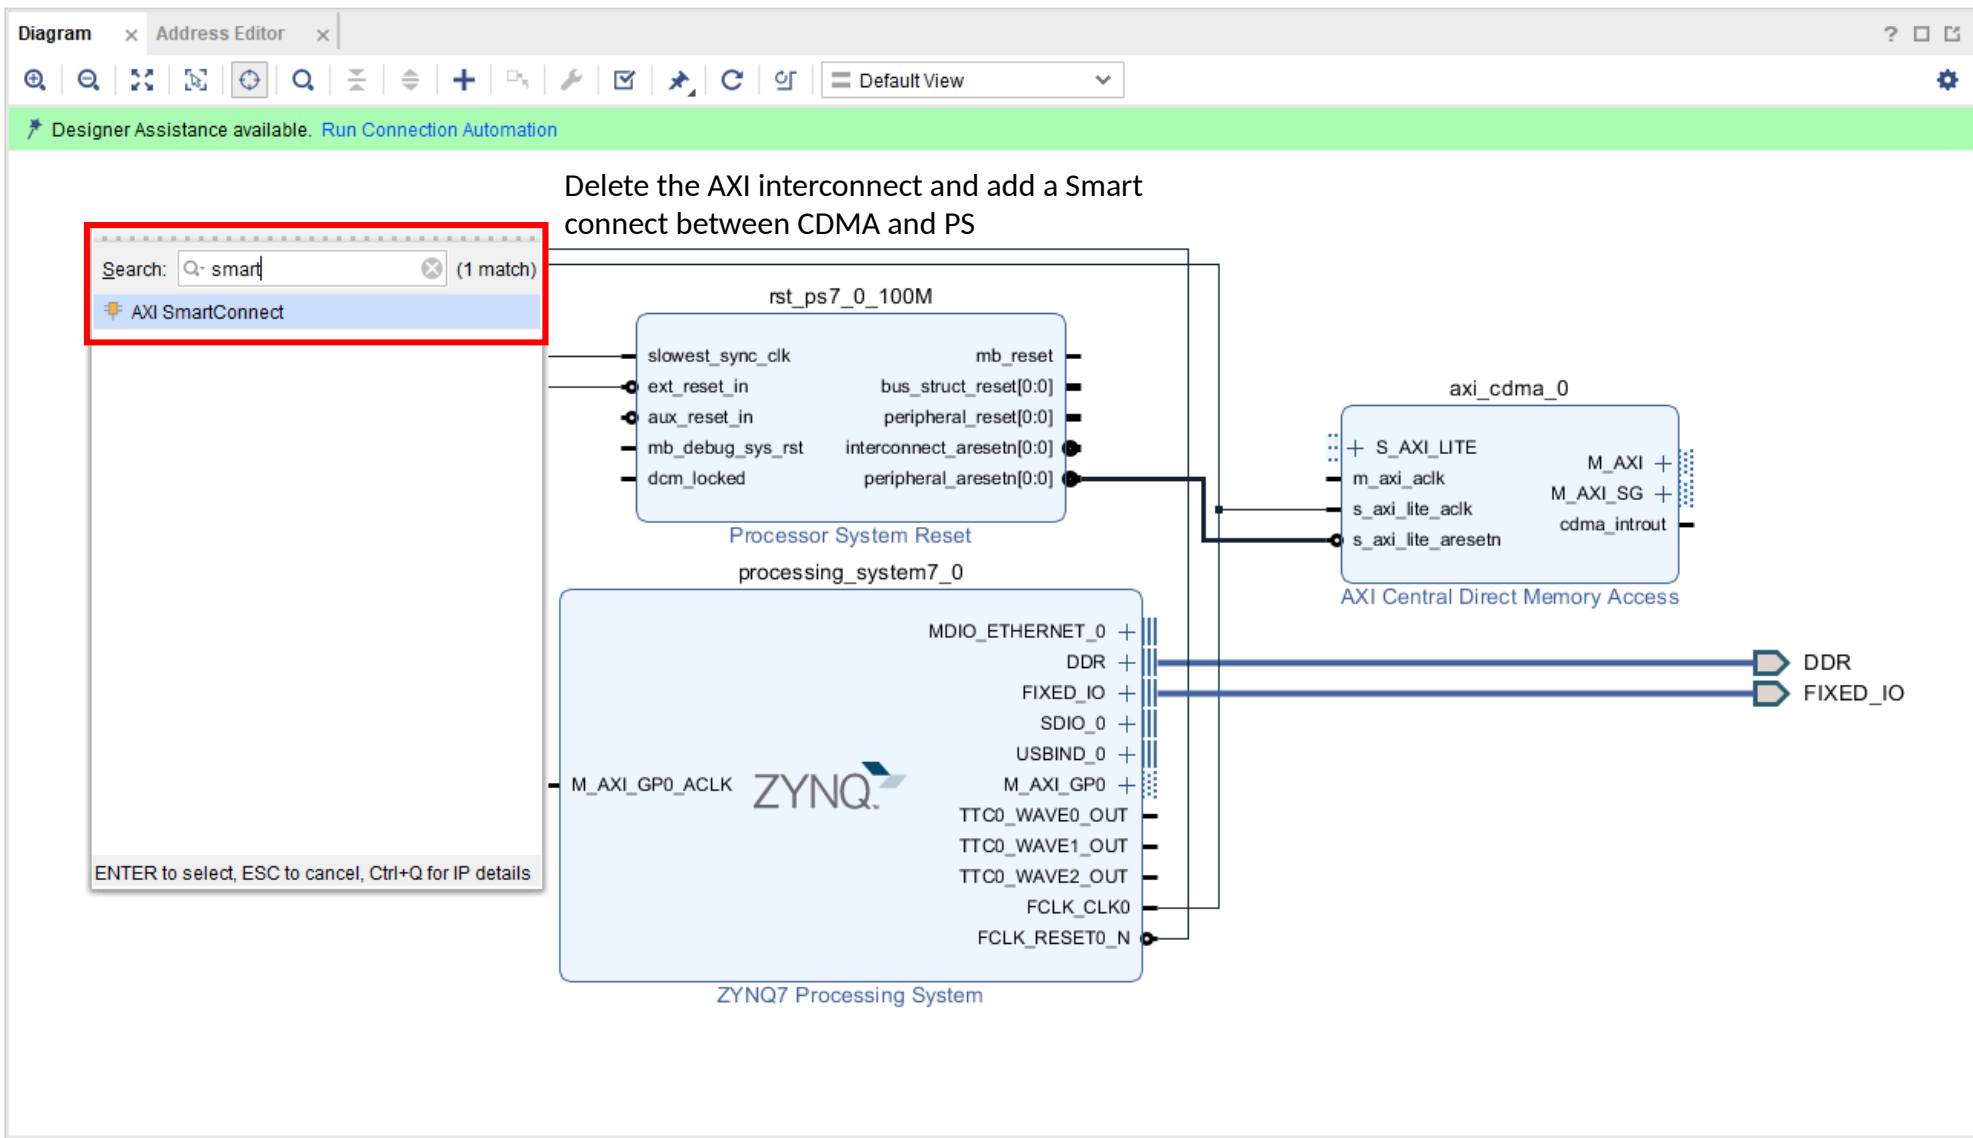 Diagram
Address Editor
Default View
Designer Assistance available. Run Connection Automation
Delete the AXI interconnect and add a Smart
connect between CDMA and PS
Search: smart (1 match)
AXI SmartConnect
ENTER to select, ESC to cancel, Ctrl+Q for IP details
rst_ps7_0_100M
slowest_sync_clk
ext_reset_in
aux_reset_in
mb_debug_sys_rst
dcm_locked
mb_reset
bus_struct_reset[0:0]
peripheral_reset[0:0]
interconnect_aresetn[0:0]
peripheral_aresetn[0:0]
Processor System Reset
axi_cdma_0
S_AXI_LITE
m_axi_aclk
s_axi_lite_aclk
s_axi_lite_aresetn
M_AXI
M_AXI_SG
cdma_introut
AXI Central Direct Memory Access
processing_system7_0
M_AXI_GP0_ACLK
ZYNQ
MDIO_ETHERNET_0
DDR
FIXED_IO
SDIO_0
USBIND_0
M_AXI_GP0
TTC0_WAVE0_OUT
TTC0_WAVE1_OUT
TTC0_WAVE2_OUT
FCLK_CLK0
FCLK_RESET0_N
ZYNQ7 Processing System
DDR
FIXED_IO